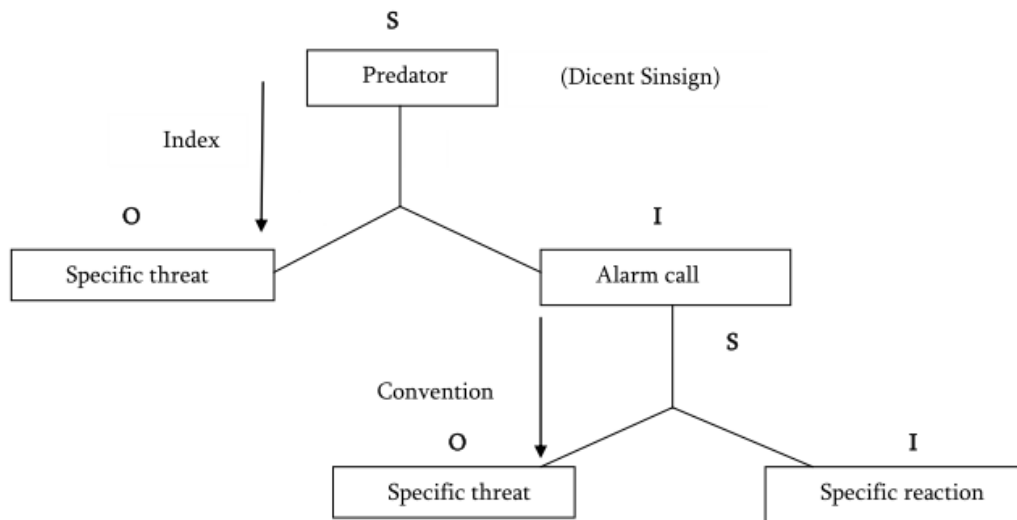 S
Predator
(Dicent Sinsign)
Index
O
I
Specific threat
Alarm call
S
Convention
O
I
Specific threat
Specific reaction